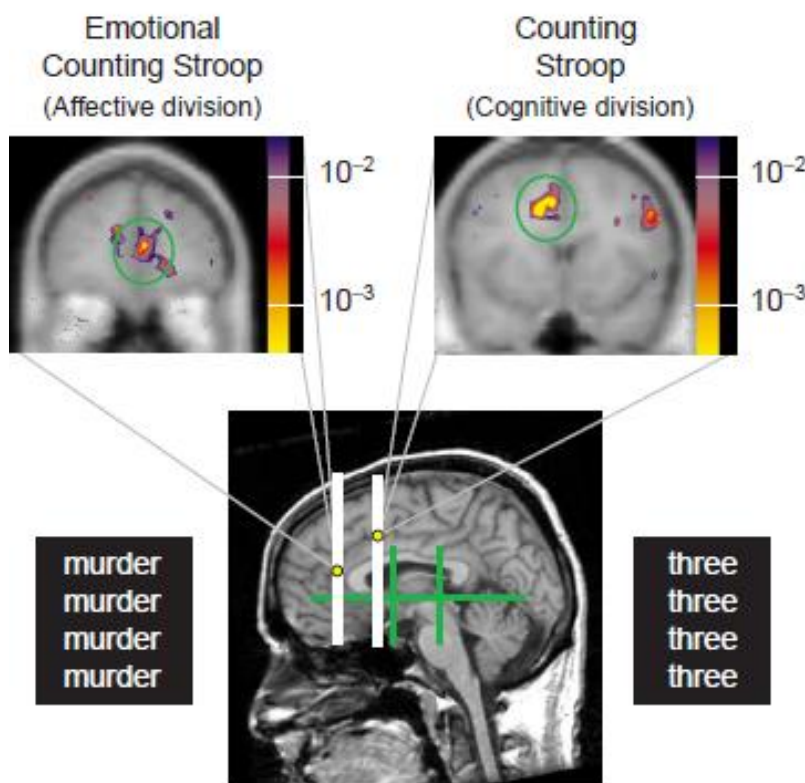 Emotional
Counting Stroop
(Affective division)
Counting
Stroop
(Cognitive division)
10⁻²
10⁻³
10⁻²
10⁻³
murder
murder
murder
murder
three
three
three
three